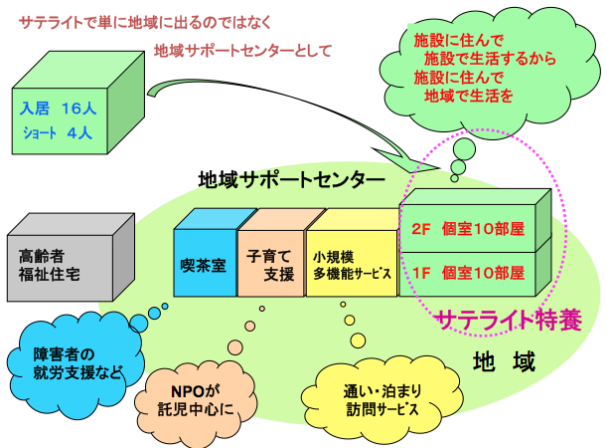 サテライトで単に地域に出るのではなく
地域サポートセンターとして
施設に住んで
施設で生活するから
施設に住んで
地域で生活を
入居 16人
ショート 4人
地域サポートセンター
高齢者
福祉住宅
喫茶室
子育て
支援
小規模
多機能サービス
2F 個室10部屋
1F 個室10部屋
サテライト特養
地 域
障害者の
就労支援など
NPOが
託児中心に
通い・泊まり
訪問サービス